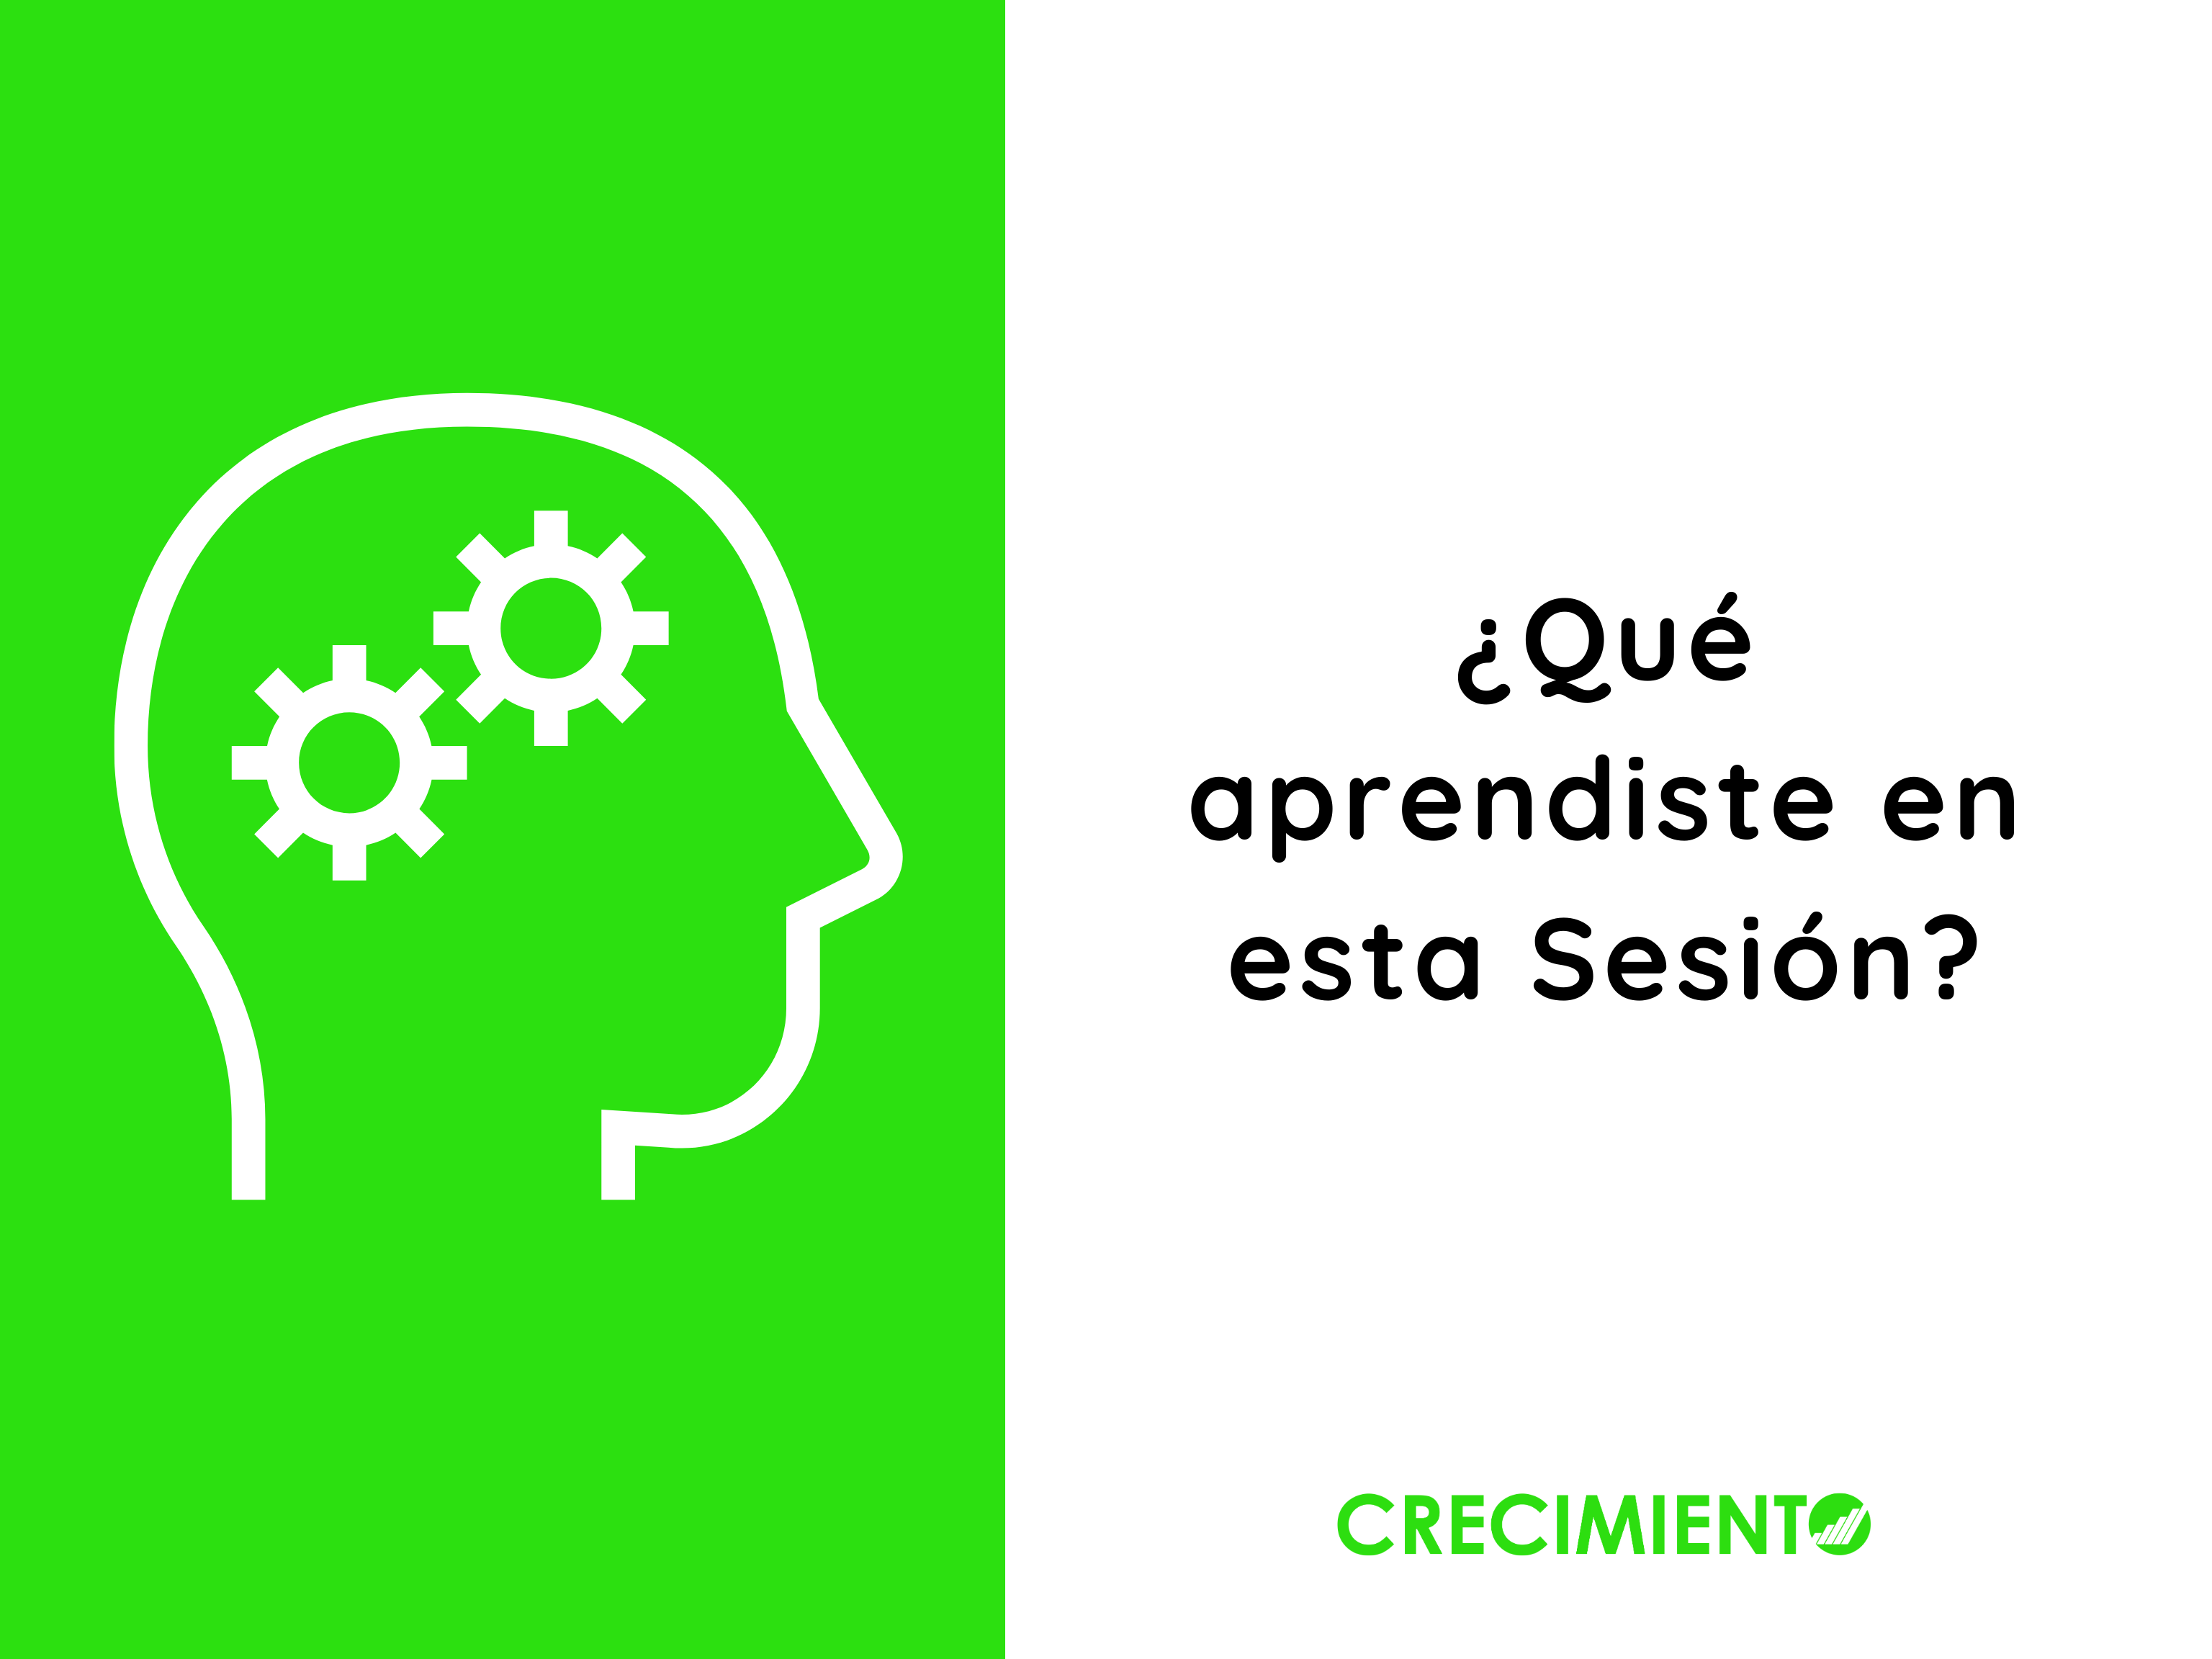 ¿Qué
aprendiste en
esta Sesión?
CRECIMIENTO